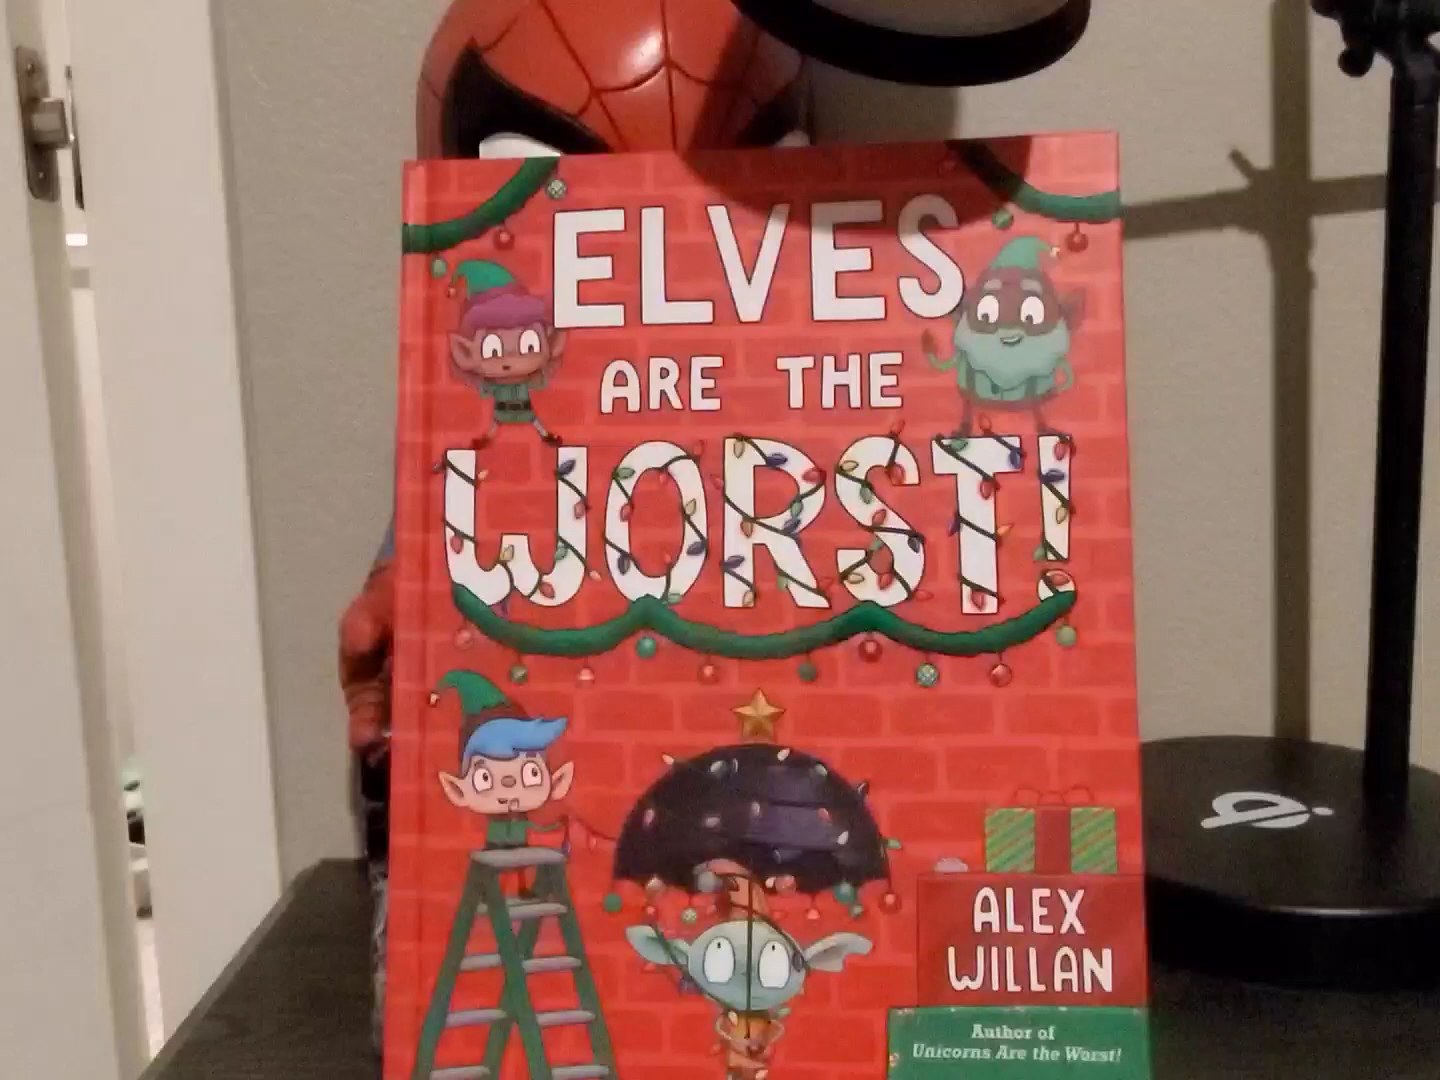 ELVES
ARE THE
WORST!
ALEX
WILLAN
Author of
Unicorns Are the Worst!